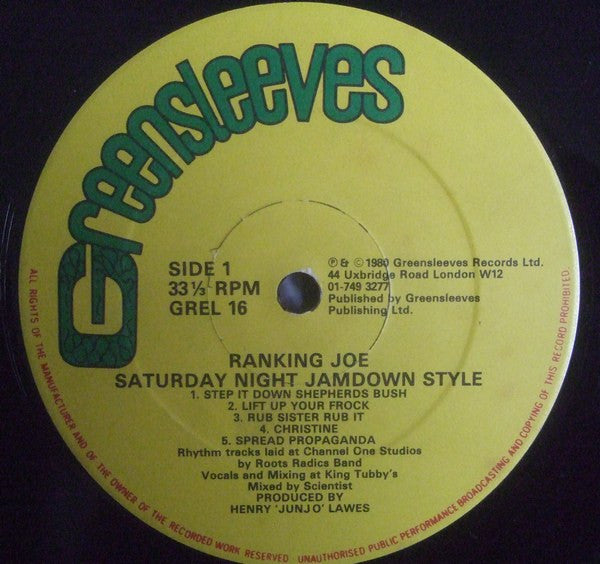 Greensleeves
SIDE 1
33 ⅓ RPM
GREL 16
℗ & © 1980 Greensleeves Records Ltd.
44 Uxbridge Road London W12
01-749 3277
Published by Greensleeves
Publishing Ltd.
RANKING JOE
SATURDAY NIGHT JAMDOWN STYLE
1. STEP IT DOWN SHEPHERDS BUSH
2. LIFT UP YOUR FROCK
3. RUB SISTER RUB IT
4. CHRISTINE
5. SPREAD PROPAGANDA
Rhythm tracks laid at Channel One Studios
by Roots Radics Band
Vocals and Mixing at King Tubby's
Mixed by Scientist
PRODUCED BY
HENRY 'JUNJO' LAWES
ALL RIGHTS OF THE MANUFACTURER AND OF THE OWNER OF THE RECORDED WORK RESERVED · UNAUTHORISED PUBLIC PERFORMANCE BROADCASTING AND COPYING OF THIS RECORD PROHIBITED.